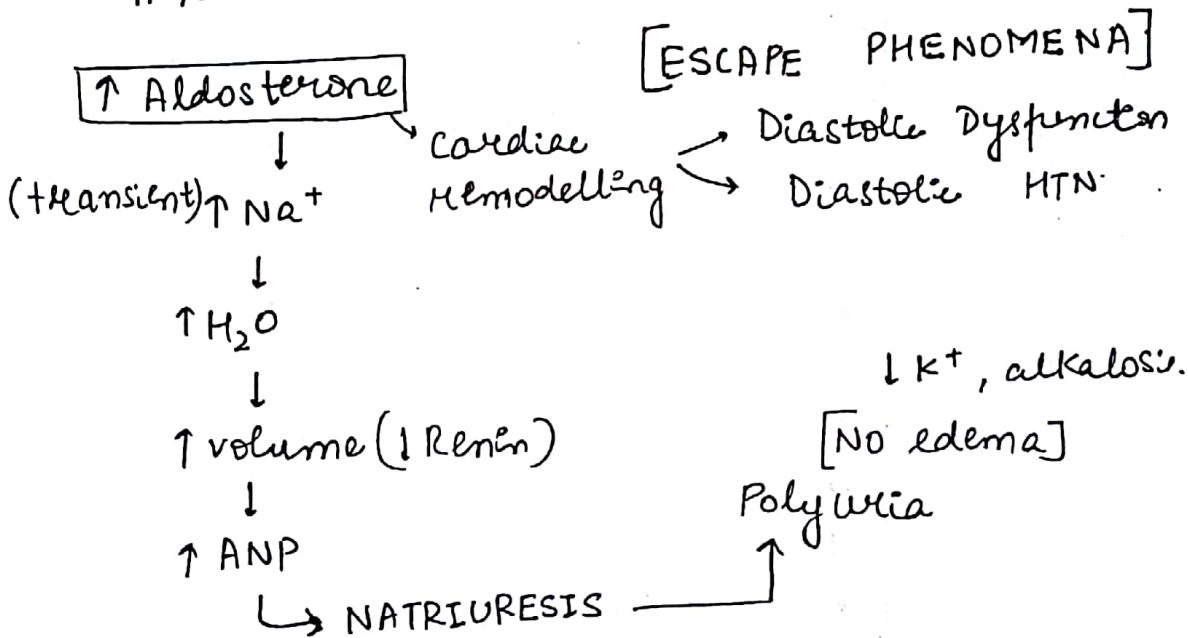 [ESCAPE PHENOMENA]
↑ Aldosterone
↓
(transient) ↑ Na⁺
Cardiac
remodelling
Diastolic Dysfunction
Diastolic HTN.
↓
↑ H₂O
↓
↑ volume (↓ Renin)
↓
↑ ANP
↳ NATRIURESIS →
↓ K⁺, alkalosis.
[No edema]
Polyuria